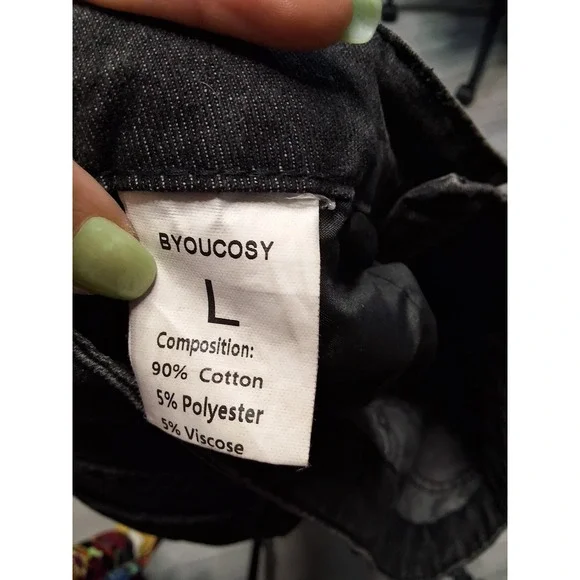 BYOUCOSY
L
Composition:
90% Cotton
5% Polyester
5% Viscose